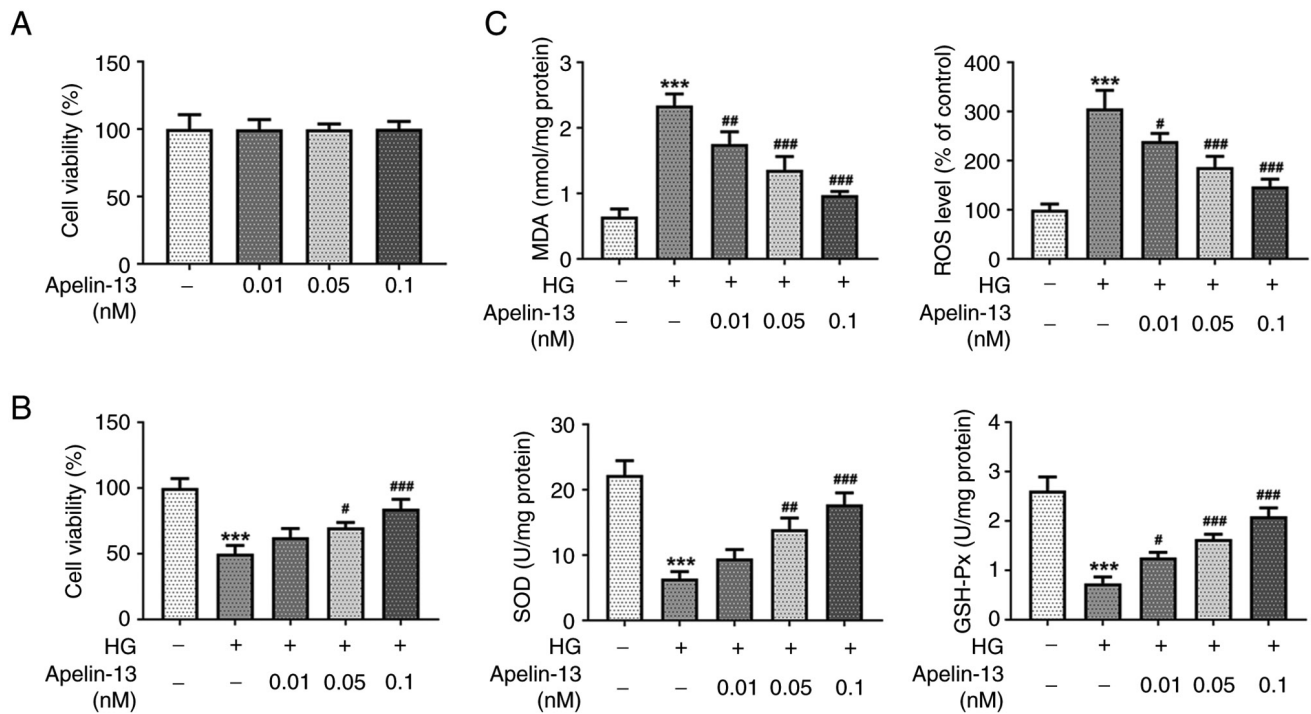 A
Cell viability (%)
150
100
50
0
Apelin-13 – 0.01 0.05 0.1
(nM)
C
MDA (nmol/mg protein)
3
2
1
0
*** ## ### ###
HG – + + + +
Apelin-13 – – 0.01 0.05 0.1
(nM)
ROS level (% of control)
400
300
200
100
0
*** # ### ###
HG – + + + +
Apelin-13 – – 0.01 0.05 0.1
(nM)
B
Cell viability (%)
150
100
50
0
*** # ###
HG – + + + +
Apelin-13 – – 0.01 0.05 0.1
(nM)
SOD (U/mg protein)
30
20
10
0
*** ## ###
HG – + + + +
Apelin-13 – – 0.01 0.05 0.1
(nM)
GSH-Px (U/mg protein)
4
3
2
1
0
*** # ### ###
HG – + + + +
Apelin-13 – – 0.01 0.05 0.1
(nM)